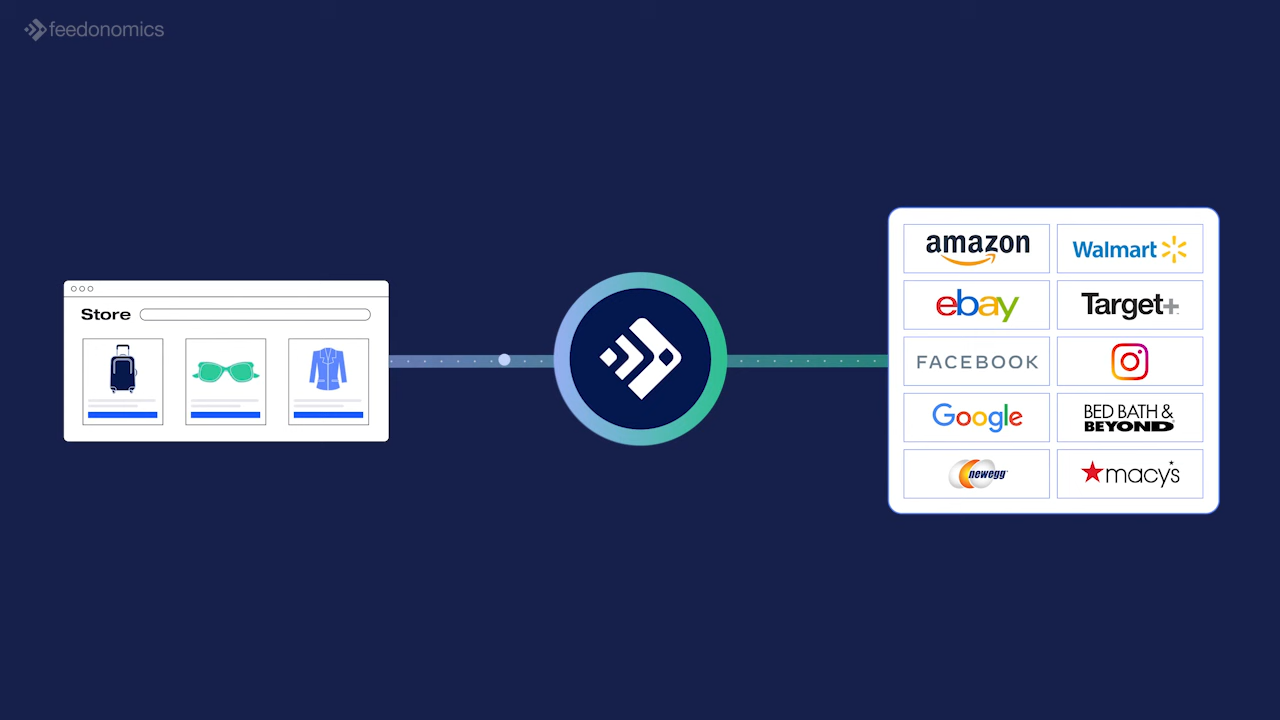 feedonomics
Store
amazon
Walmart
ebay
Target+
FACEBOOK
Google
BED BATH &
BEYOND
newegg
macy's